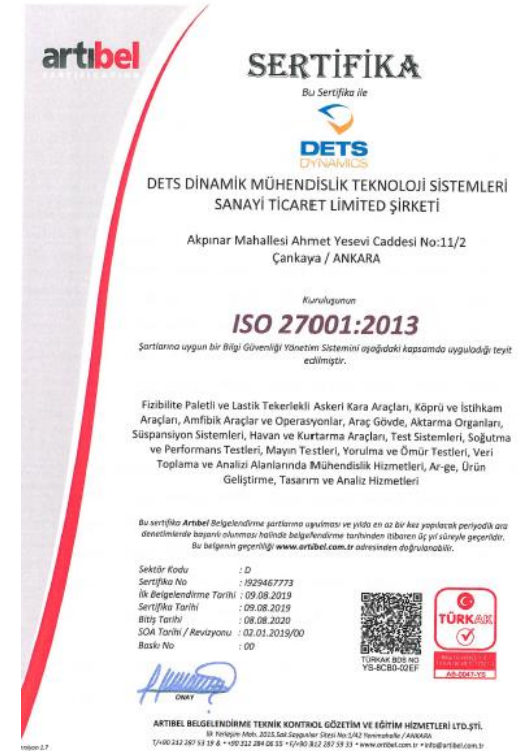 artıbel
CERTIFICATION
SERTİFİKA
Bu Sertifika ile
DETS
DYNAMICS
DETS DİNAMİK MÜHENDİSLİK TEKNOLOJİ SİSTEMLERİ
SANAYİ TİCARET LİMİTED ŞİRKETİ
Akpınar Mahallesi Ahmet Yesevi Caddesi No:11/2
Çankaya / ANKARA
Kuruluşunun
ISO 27001:2013
Şartlarına uygun bir Bilgi Güvenliği Yönetim Sistemini aşağıdaki kapsamda uyguladığı teyit
edilmiştir.
Fizibilite Paletli ve Lastik Tekerlekli Askeri Kara Araçları, Köprü ve İstihkam
Araçları, Amfibik Araçlar ve Operasyonlar, Araç Gövde, Aktarma Organları,
Süspansiyon Sistemleri, Havan ve Kurtarma Araçları, Test Sistemleri, Soğutma
ve Performans Testleri, Mayın Testleri, Yorulma ve Ömür Testleri, Veri
Toplama ve Analizi Alanlarında Mühendislik Hizmetleri, Ar-ge, Ürün
Geliştirme, Tasarım ve Analiz Hizmetleri
Bu sertifika Artıbel Belgelendirme şartlarına uyulması ve yılda en az bir kez yapılacak periyodik ara
denetimlerde başarılı olunması halinde belgelendirme tarihinden itibaren üç yıl süreyle geçerlidir.
Bu belgenin geçerliliği www.artibel.com.tr adresinden doğrulanabilir.
Sektör Kodu : D
Sertifika No : I929467773
İlk Belgelendirme Tarihi : 09.08.2019
Sertifika Tarihi : 09.08.2019
Bitiş Tarihi : 08.08.2020
SOA Tarihi / Revizyonu : 02.01.2019/00
Baskı No : 00
ONAY
TÜRKAK BDS NO
YS-8CB0-02EF
TÜRKAK
AB-0047-YS
ARTIBEL BELGELENDİRME TEKNİK KONTROL GÖZETİM VE EĞİTİM HİZMETLERİ LTD.ŞTİ.